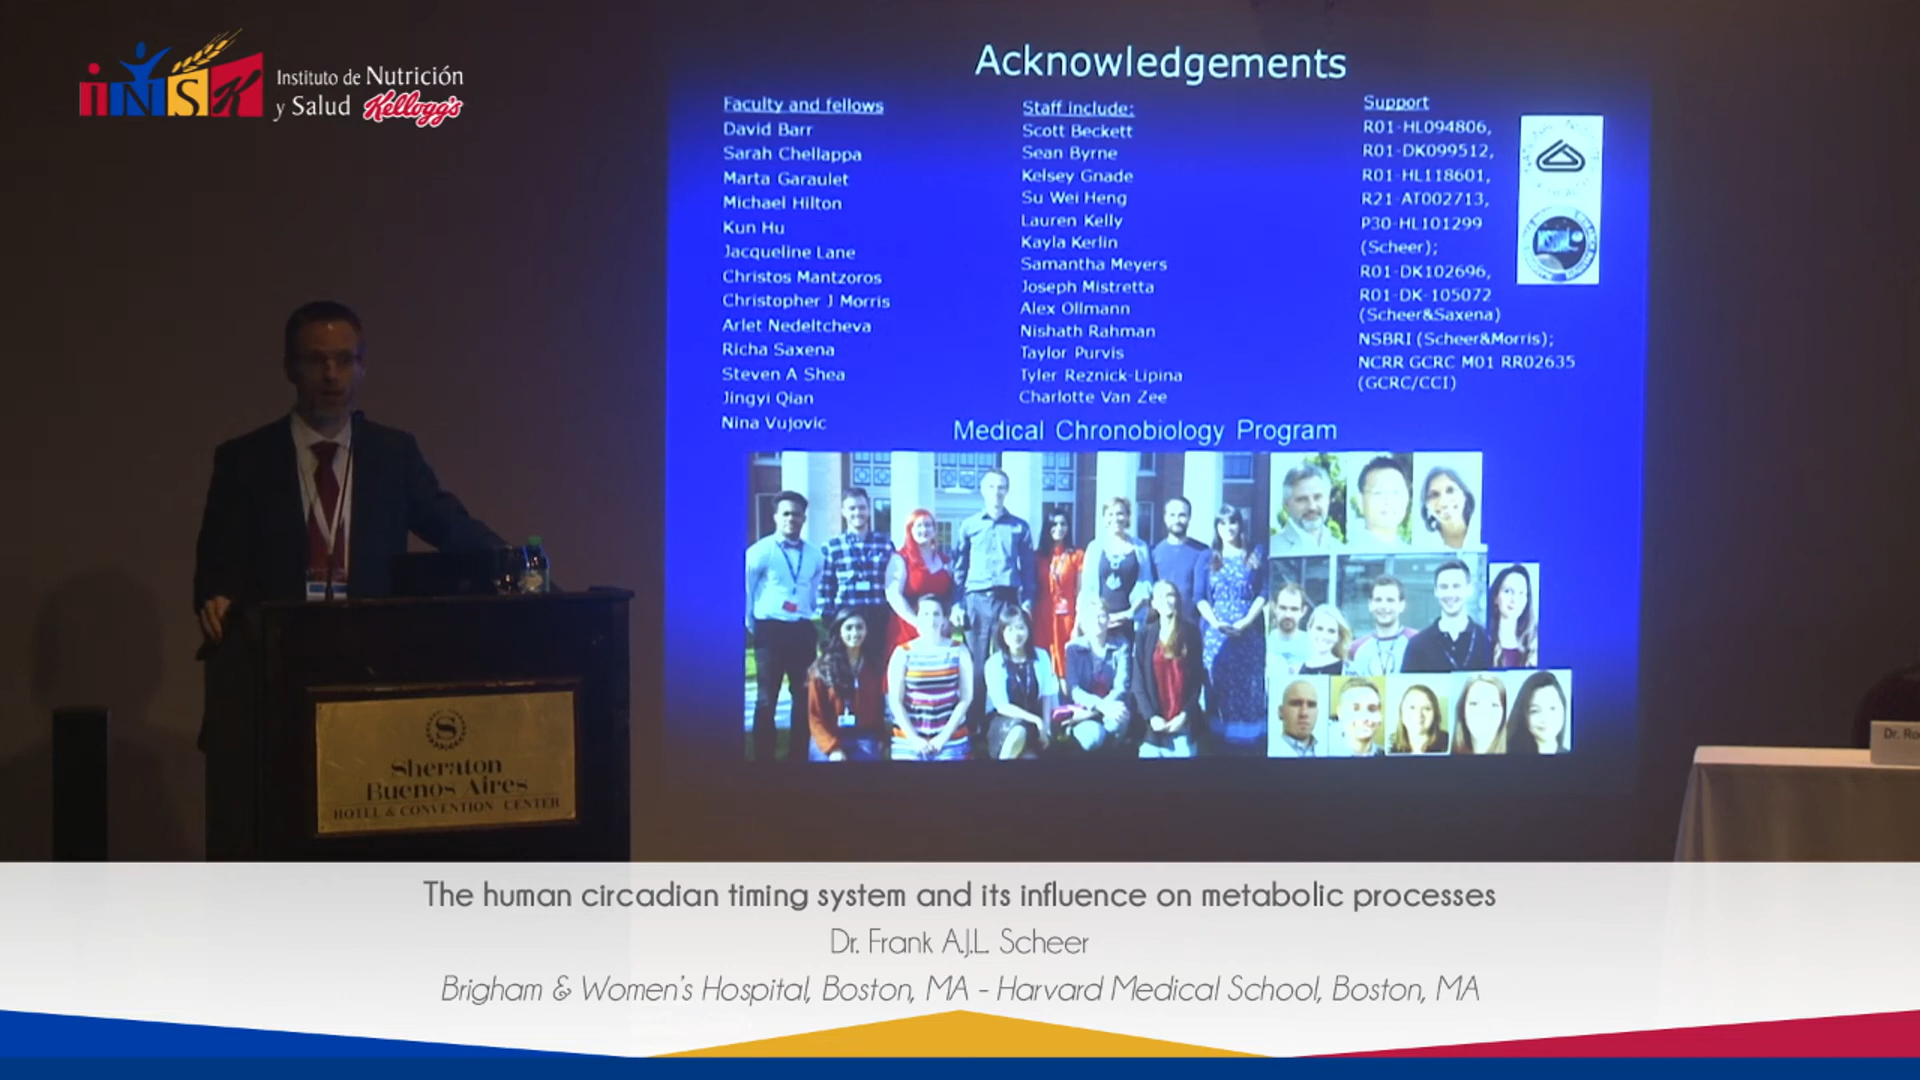 iNSK
Instituto de Nutrición
y Salud Kellogg's
Acknowledgements
Faculty and fellows
David Barr
Sarah Chellappa
Marta Garaulet
Michael Hilton
Kun Hu
Jacqueline Lane
Christos Mantzoros
Christopher J Morris
Arlet Nedeltcheva
Richa Saxena
Steven A Shea
Jingyi Qian
Nina Vujovic
Staff include:
Scott Beckett
Sean Byrne
Kelsey Gnade
Su Wei Heng
Lauren Kelly
Kayla Kerlin
Samantha Meyers
Joseph Mistretta
Alex Ollmann
Nishath Rahman
Taylor Purvis
Tyler Reznick-Lipina
Charlotte Van Zee
Support
R01-HL094806,
R01-DK099512,
R01-HL118601,
R21-AT002713,
P30-HL101299
(Scheer);
R01-DK102696,
R01-DK-105072
(Scheer&Saxena)
NSBRI (Scheer&Morris);
NCRR GCRC M01 RR02635
(GCRC/CCI)
Medical Chronobiology Program
S
Sheraton
Buenos Aires
HOTEL & CONVENTION CENTER
Dr.
The human circadian timing system and its influence on metabolic processes
Dr. Frank A.J.L. Scheer
Brigham & Women's Hospital, Boston, MA - Harvard Medical School, Boston, MA